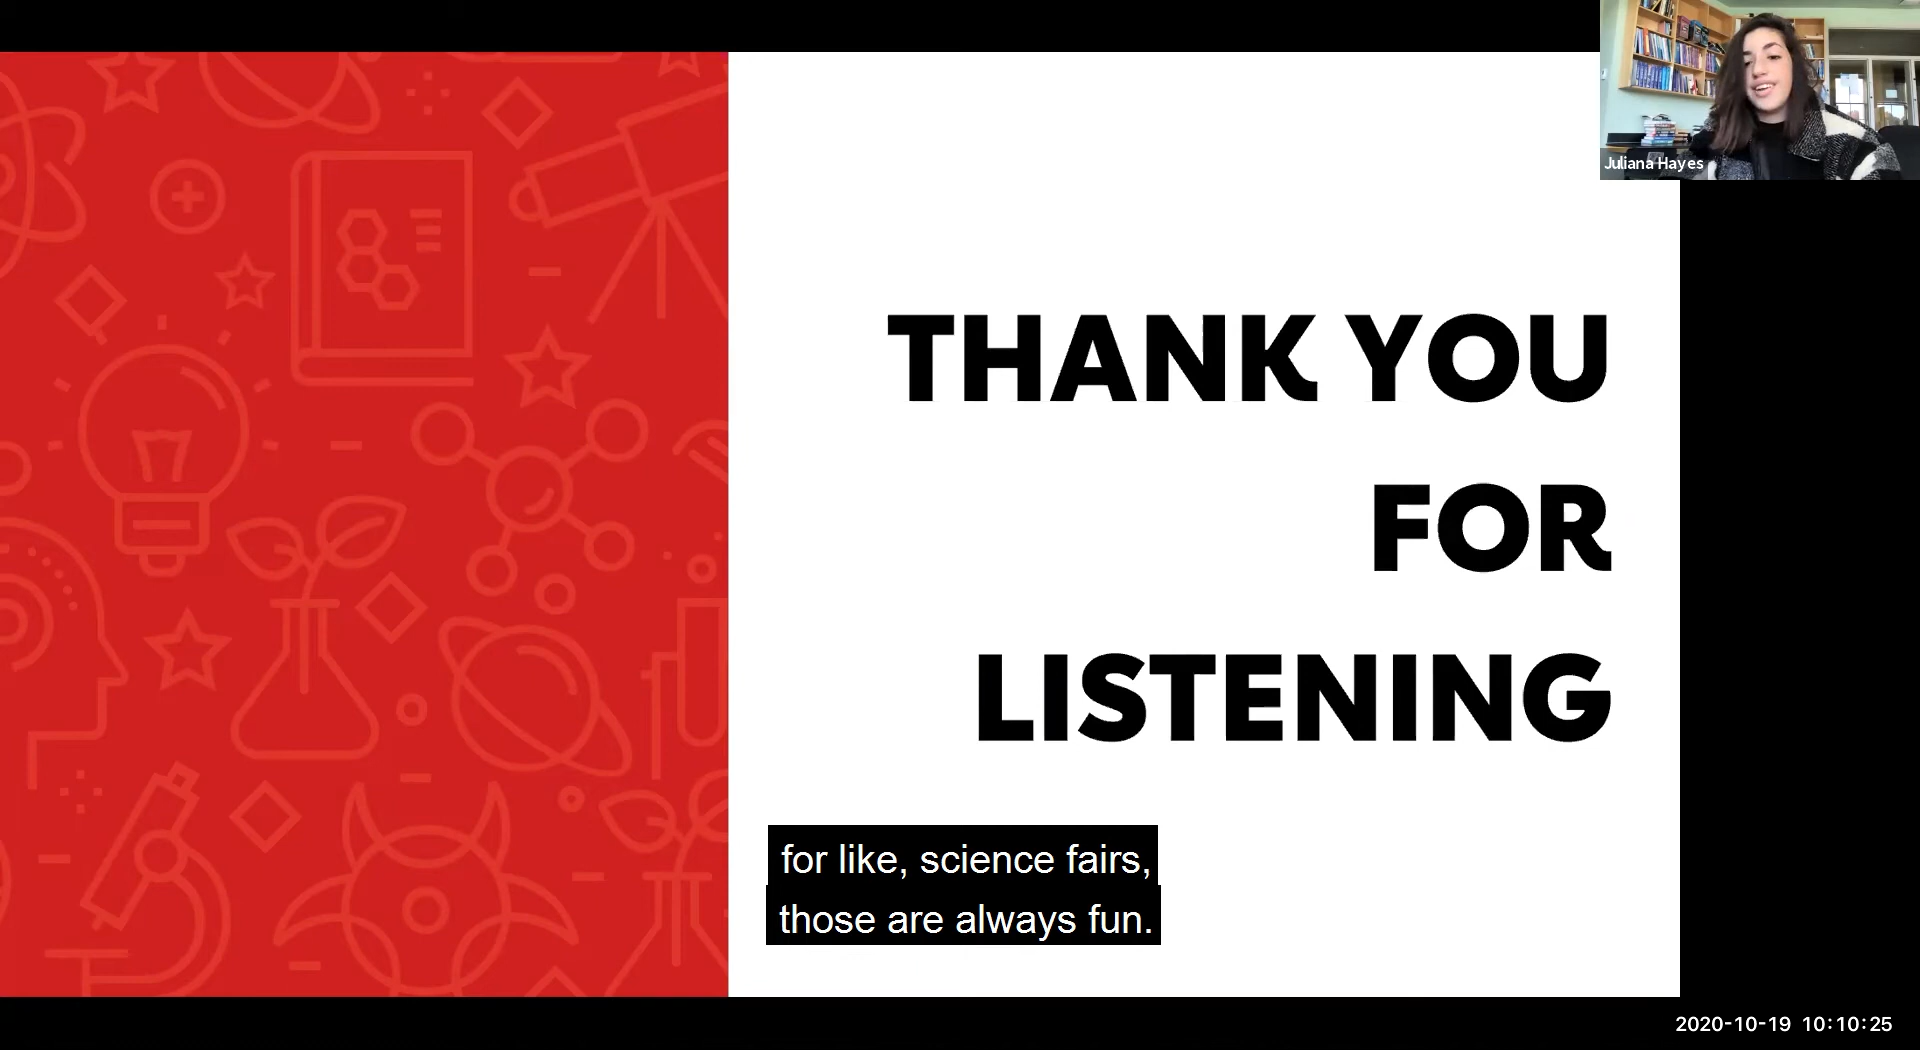 Juliana Hayes
THANK YOU
FOR
LISTENING
for like, science fairs,
those are always fun.
2020-10-19 10:10:25